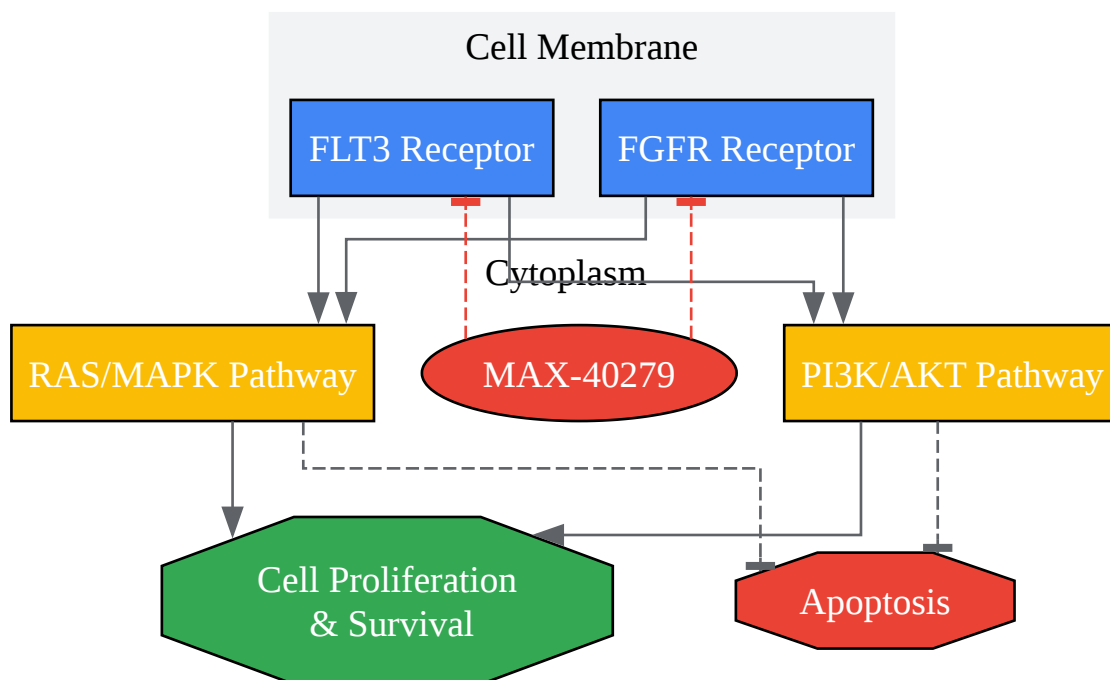 Cell Membrane
FLT3 Receptor
FGFR Receptor
Cytoplasm
RAS/MAPK Pathway
MAX-40279
PI3K/AKT Pathway
Cell Proliferation
& Survival
Apoptosis